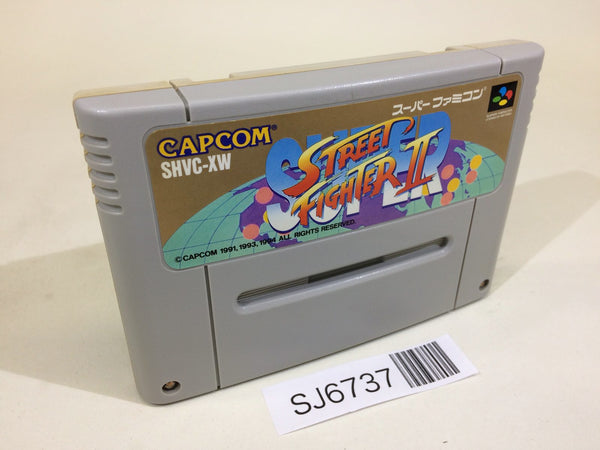 スーパーファミコン
CAPCOM
SHVC-XW
SUPER
STREET
FIGHTER II
© CAPCOM 1991, 1993, 1994 ALL RIGHTS RESERVED.
SJ6737